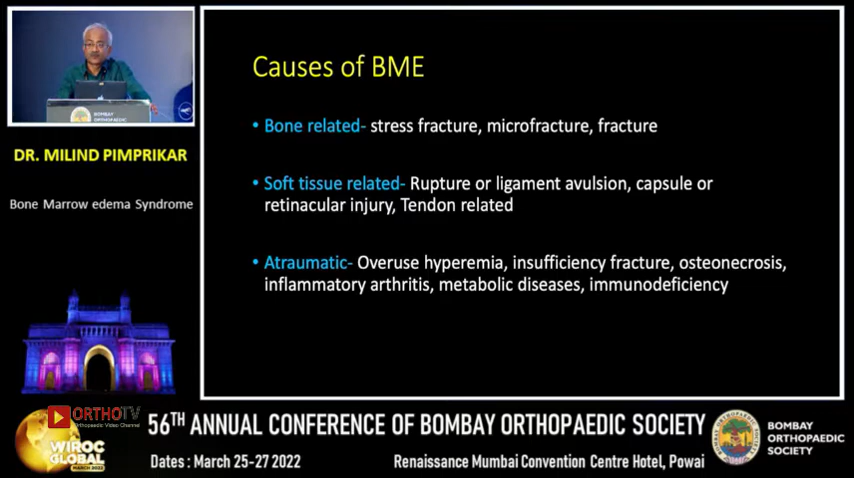 BOMBAY
ORTHOPAEDIC
DR. MILIND PIMPRIKAR
Bone Marrow edema Syndrome
Causes of BME
• Bone related- stress fracture, microfracture, fracture
• Soft tissue related- Rupture or ligament avulsion, capsule or
retinacular injury, Tendon related
• Atraumatic- Overuse hyperemia, insufficiency fracture, osteonecrosis,
inflammatory arthritis, metabolic diseases, immunodeficiency
ORTHOTV
Orthopaedic Video Channel
WIROC
GLOBAL
MARCH 2022
56TH ANNUAL CONFERENCE OF BOMBAY ORTHOPAEDIC SOCIETY
Dates : March 25-27 2022
Renaissance Mumbai Convention Centre Hotel, Powai
BOMBAY
ORTHOPAEDIC
SOCIETY